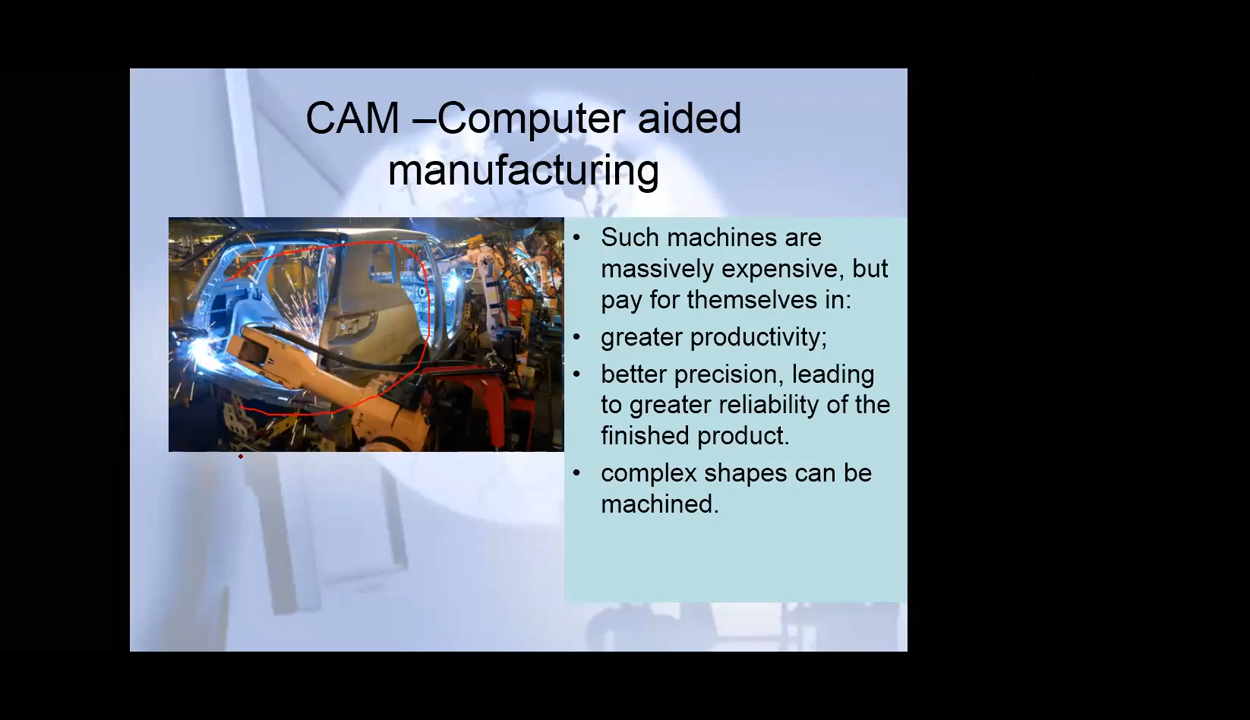 CAM –Computer aided
manufacturing
• Such machines are
massively expensive, but
pay for themselves in:
• greater productivity;
• better precision, leading
to greater reliability of the
finished product.
• complex shapes can be
machined.